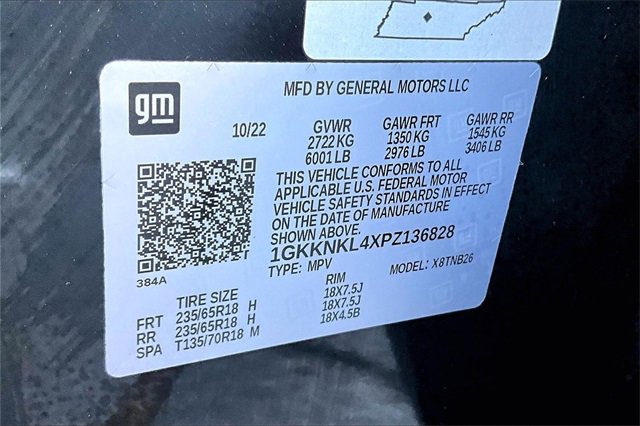 MFD BY GENERAL MOTORS LLC
gm
10/22 GVWR GAWR FRT GAWR RR
2722 KG 1350 KG 1545 KG
6001 LB 2976 LB 3406 LB
THIS VEHICLE CONFORMS TO ALL
APPLICABLE U.S. FEDERAL MOTOR
VEHICLE SAFETY STANDARDS IN EFFECT
ON THE DATE OF MANUFACTURE
SHOWN ABOVE.
1GKKNKL4XPZ136828
TYPE: MPV MODEL: X8TNB26
384A
TIRE SIZE RIM
FRT 235/65R18 H 18X7.5J
RR 235/65R18 H 18X7.5J
SPA T135/70R18 M 18X4.5B